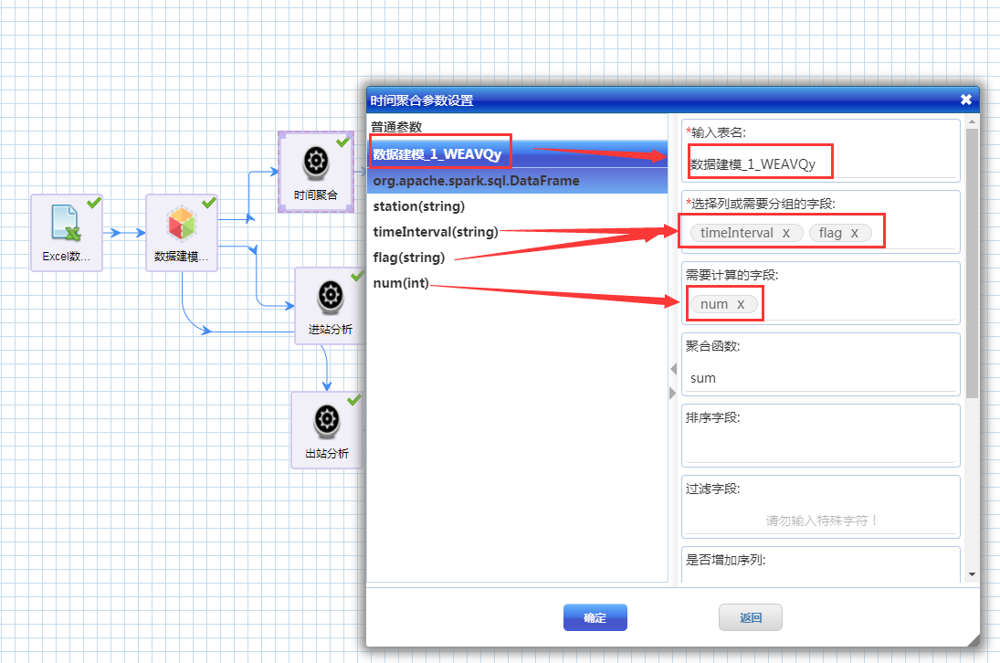 时间聚合参数设置
普通参数
数据建模_1_WEAVQy
org.apache.spark.sql.DataFrame
station(string)
timeInterval(string)
flag(string)
num(int)
*输入表名:
数据建模_1_WEAVQy
*选择列或需要分组的字段:
timeInterval X flag X
需要计算的字段:
num X
聚合函数:
sum
排序字段:
过滤字段:
请勿输入特殊字符！
是否增加序列:
确定 返回
Excel数...
数据建模...
时间聚合
进站分析
出站分析